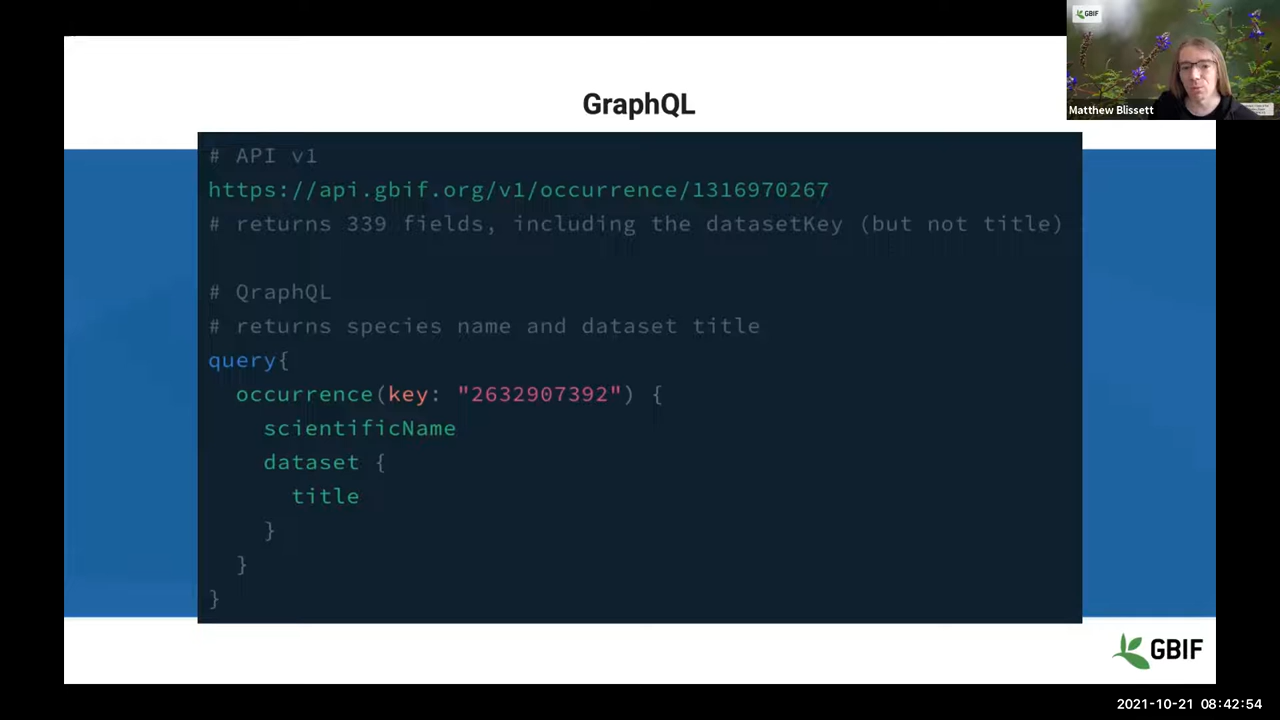 GBIF
Matthew Blissett
GraphQL
# API v1
https://api.gbif.org/v1/occurrence/1316970267
# returns 339 fields, including the datasetKey (but not title)
# QraphQL
# returns species name and dataset title
query{
occurrence(key: "2632907392") {
scientificName
dataset {
title
}
}
}
GBIF
2021-10-21 08:42:54